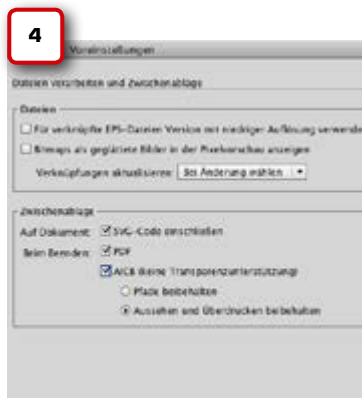 4
Voreinstellungen
Dateien verarbeiten und Zwischenablage
Dateien
Für verknüpfte EPS-Dateien Version mit niedriger Auflösung verwende
Bitmaps als geglättete Bilder in der Pixelvorschau anzeigen
Verknüpfungen aktualisieren: Bei Änderung wählen
Zwischenablage
Auf Dokument: SVG-Code einschließen
Beim Beenden: PDF
AICB (keine Transparenzunterstützung)
Pfade beibehalten
Aussehen und Überdrucken beibehalten